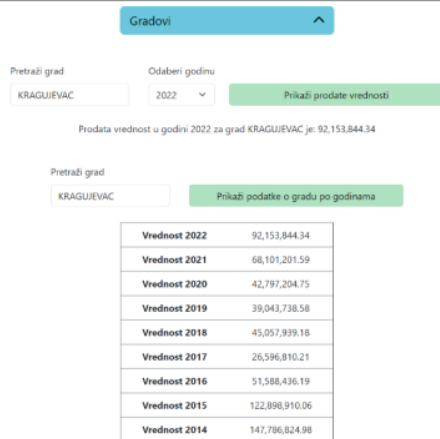 Gradovi
Pretraži grad Odaberi godinu
KRAGUJEVAC 2022 Prikaži prodate vrednosti
Prodata vrednost u godini 2022 za grad KRAGUJEVAC je: 92,153,844.34
Pretraži grad
KRAGUJEVAC Prikaži podatke o gradu po godinama
Vrednost 2022 92,153,844.34
Vrednost 2021 68,101,201.59
Vrednost 2020 42,797,204.75
Vrednost 2019 39,043,738.58
Vrednost 2018 45,057,939.18
Vrednost 2017 26,596,810.21
Vrednost 2016 51,588,436.19
Vrednost 2015 122,898,910.06
Vrednost 2014 147,786,824.98